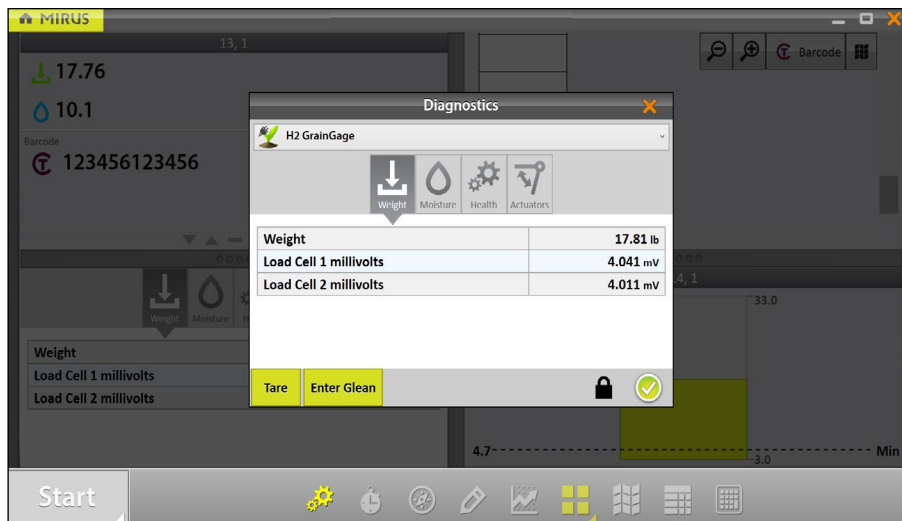 MIRUS
13, 1
17.76
10.1
Barcode
123456123456
Weight Moisture
Weight
Load Cell 1 millivolts
Load Cell 2 millivolts
Diagnostics
H2 GrainGage
Weight Moisture Health Actuators
Weight 17.81 lb
Load Cell 1 millivolts 4.041 mV
Load Cell 2 millivolts 4.011 mV
Tare Enter Glean
Barcode
4, 1
33.0
4.7
Min
3.0
Start